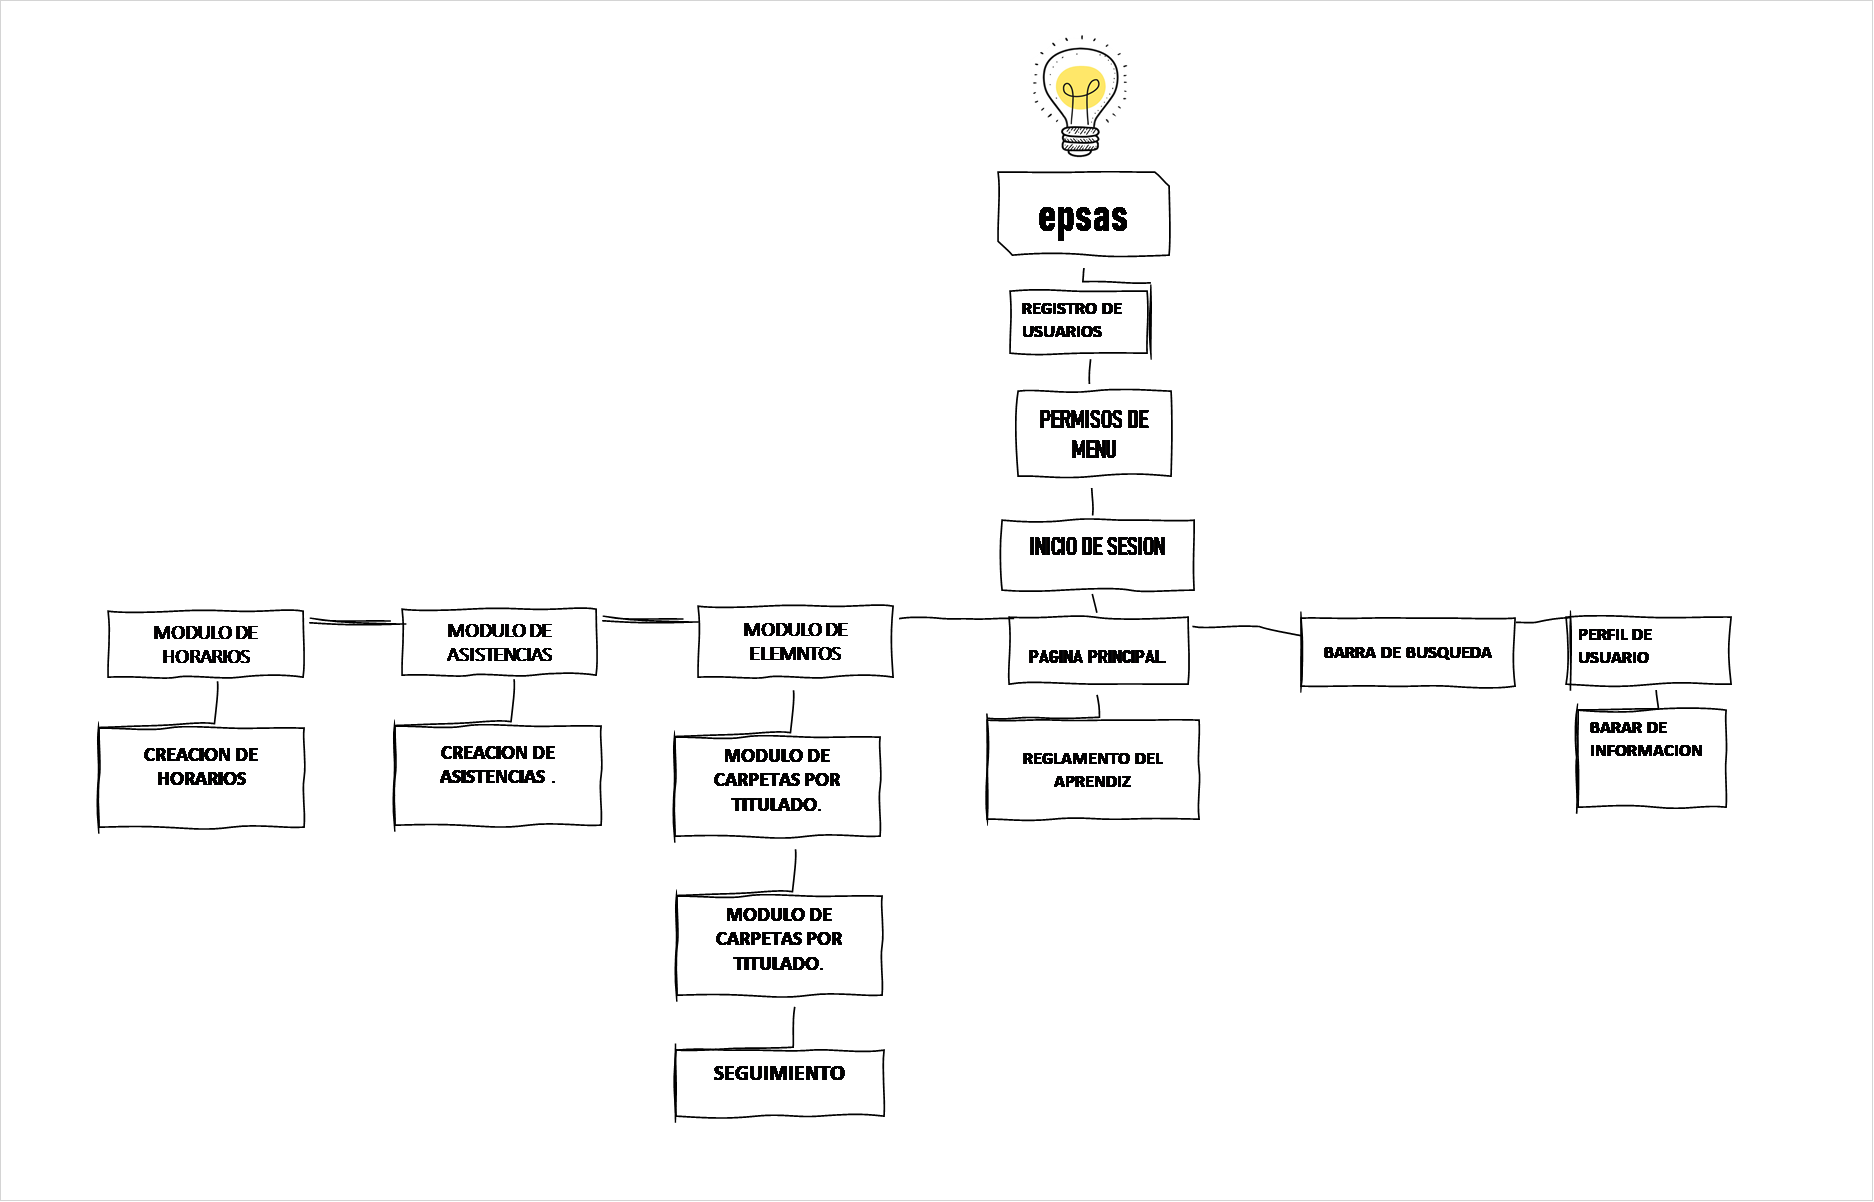 epsas
REGISTRO DE
USUARIOS
PERMISOS DE
MENU
INICIO DE SESION
MODULO DE
HORARIOS
MODULO DE
ASISTENCIAS
MODULO DE
ELEMNTOS
PAGINA PRINCIPAL
BARRA DE BUSQUEDA
PERFIL DE
USUARIO
CREACION DE
HORARIOS
CREACION DE
ASISTENCIAS .
MODULO DE
CARPETAS POR
TITULADO.
REGLAMENTO DEL
APRENDIZ
BARAR DE
INFORMACION
MODULO DE
CARPETAS POR
TITULADO.
SEGUIMIENTO